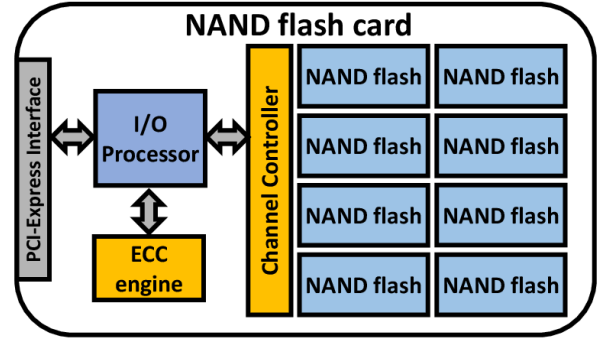 NAND flash card
PCI-Express Interface
I/O
Processor
ECC
engine
Channel Controller
NAND flash
NAND flash
NAND flash
NAND flash
NAND flash
NAND flash
NAND flash
NAND flash